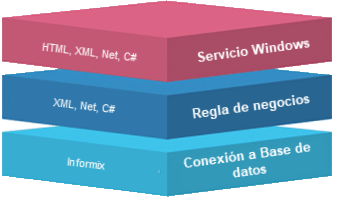 HTML, XML, Net, C#
Servicio Windows
XML, Net, C#
Regla de negocios
Informix
Conexión a Base de
datos